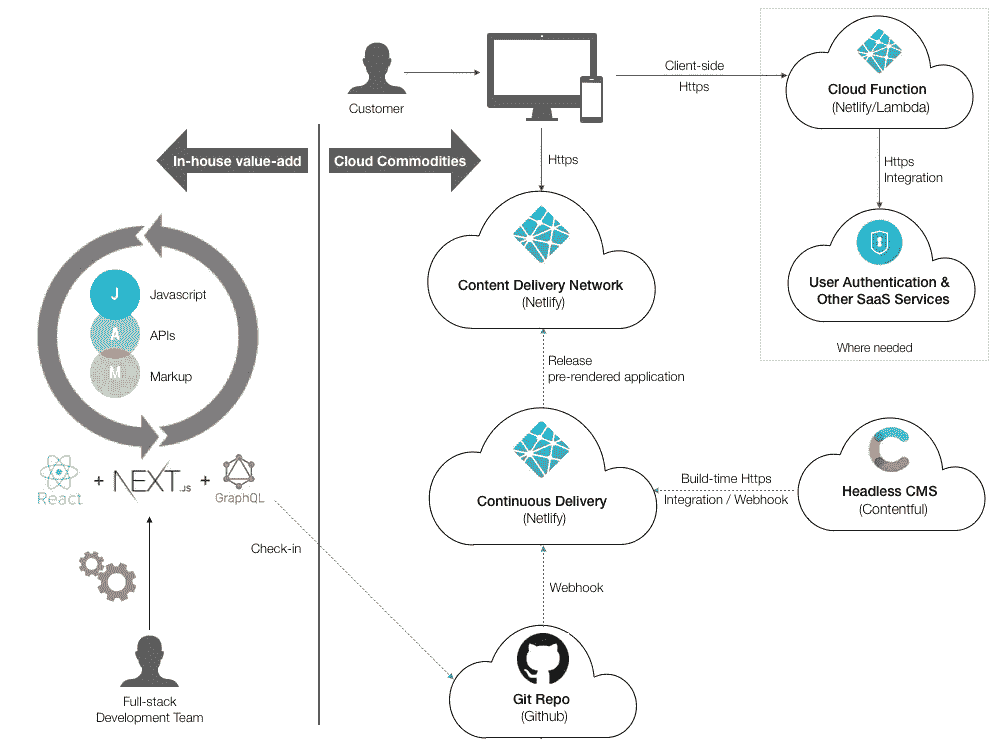 Customer
Client-side
Https
Cloud Function
(Netlify/Lambda)
In-house value-add
Cloud Commodities
Https
Https
Integration
Content Delivery Network
(Netlify)
User Authentication &
Other SaaS Services
Where needed
J
Javascript
A
APIs
M
Markup
Release
pre-rendered application
React
+
NEXT.JS
+
GraphQL
Continuous Delivery
(Netlify)
Build-time Https
Integration / Webhook
C
Headless CMS
(Contentful)
Check-in
Webhook
Git Repo
(Github)
Full-stack
Development Team